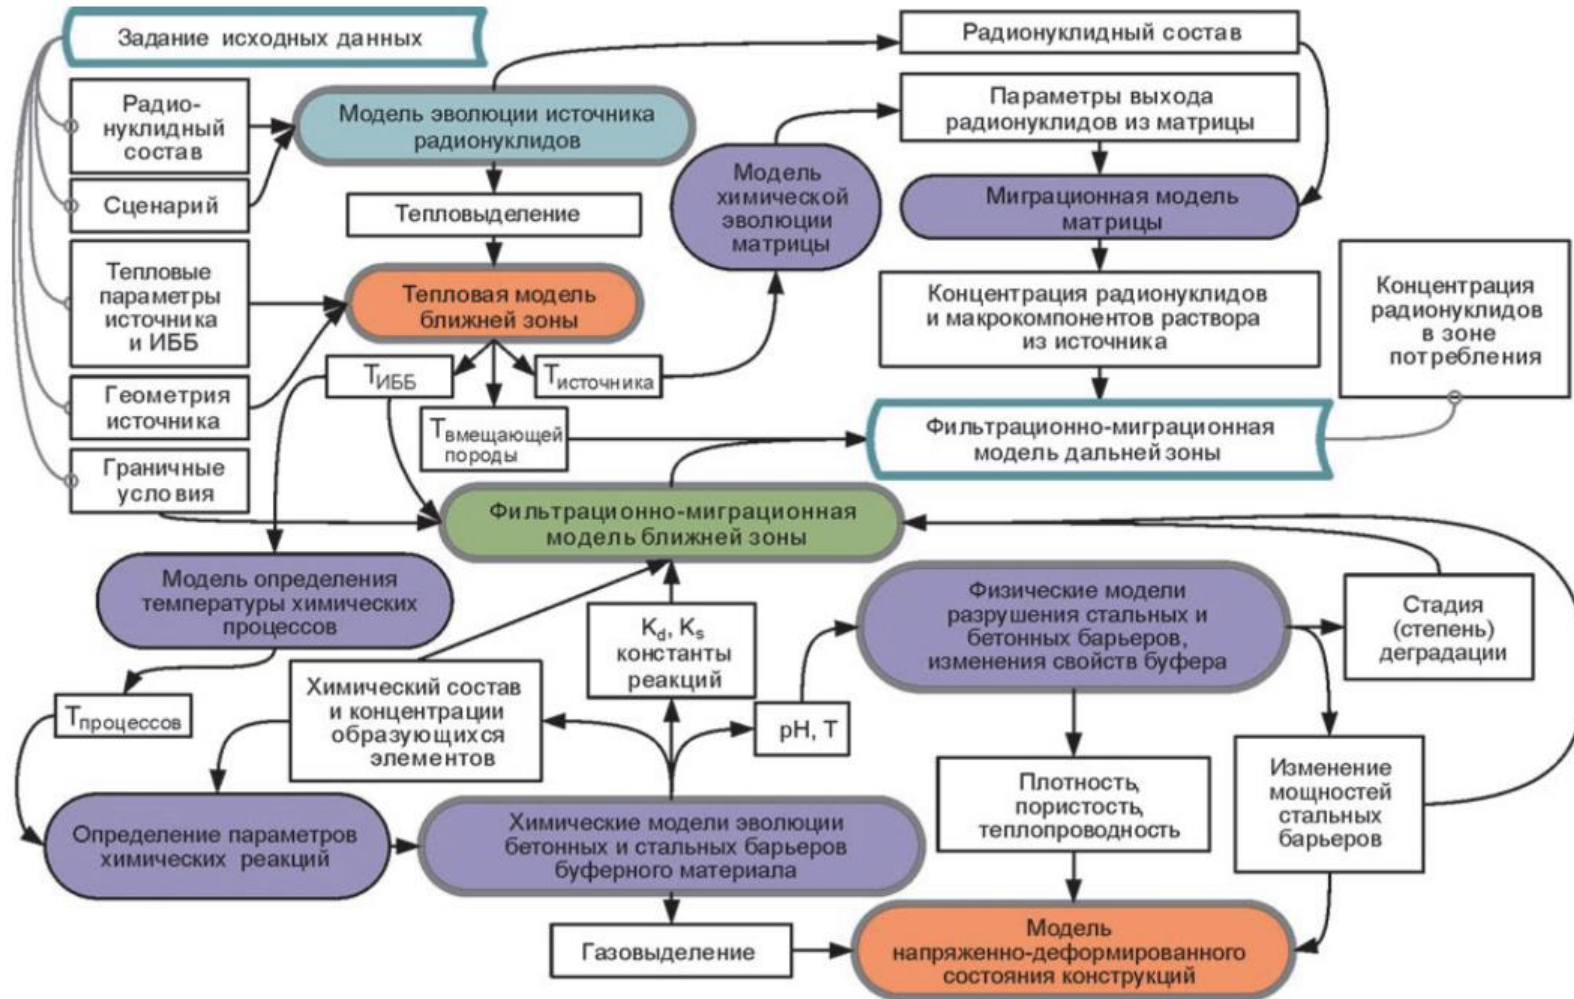 Задание исходных данных
Радио-
нуклидный
состав
Сценарий
Тепловые
параметры
источника
и ИББ
Геометрия
источника
Граничные
условия
Модель эволюции источника
радионуклидов
Тепловыделение
Тепловая модель
ближней зоны
TИББ
Tисточника
Tвмещающей
породы
Модель
химической
эволюции
матрицы
Радионуклидный состав
Параметры выхода
радионуклидов из матрицы
Миграционная модель
матрицы
Концентрация радионуклидов
и макрокомпонентов раствора
из источника
Концентрация
радионуклидов
в зоне
потребления
Фильтрационно-миграционная
модель дальней зоны
Фильтрационно-миграционная
модель ближней зоны
Модель определения
температуры химических
процессов
Tпроцессов
Химический состав
и концентрации
образующихся
элементов
Kd, Ks
константы
реакций
pH, T
Физические модели
разрушения стальных и
бетонных барьеров,
изменения свойств буфера
Стадия
(степень)
деградации
Плотность,
пористость,
теплопроводность
Изменение
мощностей
стальных
барьеров
Определение параметров
химических реакций
Химические модели эволюции
бетонных и стальных барьеров
буферного материала
Газовыделение
Модель
напряженно-деформированного
состояния конструкций